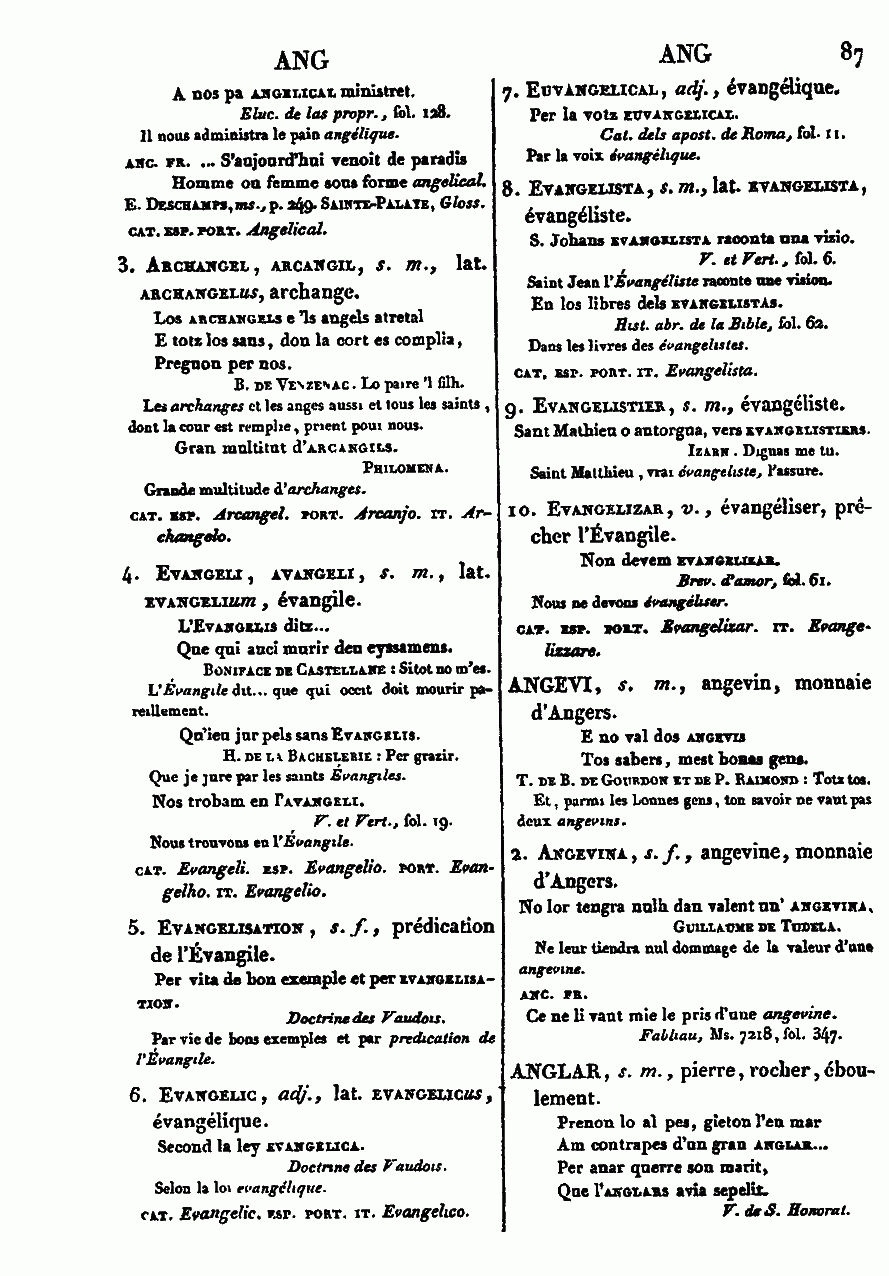 ANG
A nos pa ANGELICAL ministret.
Eluc. de las propr., fol. 128.
Il nous administra le pain angélique.
ANC. FR. ... S'aujourd'hui venoit de paradis
Homme ou femme sous forme angelical.
E. DESCHAMPS, ms., p. 249. SAINTE-PALAYE, Gloss.
CAT. ESP. PORT. Angelical.
3. ARCHANGEL, ARCANGIL, s. m., lat.
ARCHANGELUS, archange.
Los ARCHANGELS e 'ls angels atretal
E totz los sans, don la cort es complia,
Pregnon per nos.
B. DE VENZENAC. Lo paire 'l filh.
Les archanges et les anges aussi et tous les saints,
dont la cour est remplie, prient pour nous.
Gran multitut d'ARCANGILS.
PHILOMENA.
Grande multitude d'archanges.
CAT. ESP. Arcangel. PORT. Arcanjo. IT. Ar-
changelo.
4. EVANGELI, AVANGELI, s. m., lat.
EVANGELIUM, évangile.
L'EVANGELIS ditz...
Que qui auci murir deu eyssamens.
BONIFACE DE CASTELLANE : Sitot no m'es.
L'Évangile dit... que qui occit doit mourir pa-
reillement.
Qu'ieu jur pels sans EVANGELIS.
H. DE LA BACHELERIE : Per grazir.
Que je jure par les saints Évangiles.
Nos trobam en l'AVANGELI.
V. et Vert., fol. 19.
Nous trouvons en l'Évangile.
CAT. Evangeli. ESP. Evangelio. PORT. Evan-
gelho. IT. Evangelio.
5. EVANGELISATION, s. f., prédication
de l'Évangile.
Per vita de bon exemple et per EVANGELISA-
TION.
Doctrine des Vaudois.
Par vie de bons exemples et par predication de
l'Évangile.
6. EVANGELIC, adj., lat. EVANGELICUS,
évangélique.
Second la ley EVANGELICA.
Doctrine des Vaudois.
Selon la loi evangélique.
CAT. Evangelic. ESP. PORT. IT. Evangelico.
ANG 87
7. EUVANGELICAL, adj., évangélique.
Per la votz EUVANGELICAL.
Cat. dels apost. de Roma, fol. 11.
Par la voix évangélique.
8. EVANGELISTA, s. m., lat. EVANGELISTA,
évangéliste.
S. Johans EVANGELISTA raconta una vizio.
V. et Vert., fol. 6.
Saint Jean l'Évangéliste raconte une vision.
En los libres dels EVANGELISTAS.
Hist. abr. de la Bible, fol. 62.
Dans les livres des évangelistes.
CAT. ESP. PORT. IT. Evangelista.
9. EVANGELISTIER, s. m., évangéliste.
Sant Mathieu o autorgua, vers EVANGELISTIERS.
IZARN. Diguas me tu.
Saint Matthieu, vrai évangeliste, l'assure.
10. EVANGELIZAR, v., évangéliser, prê-
cher l'Évangile.
Non devem EVANGELIZAR.
Brev. d'amor, fol. 61.
Nous ne devons évangéliser.
CAT. ESP. PORT. Evangelizar. IT. Evange-
lizzare.
ANGEVI, s. m., angevin, monnaie
d'Angers.
E no val dos ANGEVIS
Tos sabers, mest bonas gens.
T. DE B. DE GOURDON ET DE P. RAIMOND : Totz tos.
Et, parmi les bonnes gens, ton savoir ne vaut pas
deux angevins.
2. ANGEVINA, s. f., angevine, monnaie
d'Angers.
No lor tengra nulh dan valent un' ANGEVINA.
GUILLAUME DE TUDELA.
Ne leur tiendra nul dommage de la valeur d'une
angevine.
ANC. FR.
Ce ne li vaut mie le pris d'une angevine.
Fabliau, Ms. 7218, fol. 347.
ANGLAR, s. m., pierre, rocher, ébou-
lement.
Prenon lo al pes, gieton l'en mar
Am contrapes d'un gran ANGLAR...
Per anar querre son marit,
Que l'ANGLARS avia sepelit.
V. de S. Honorat.